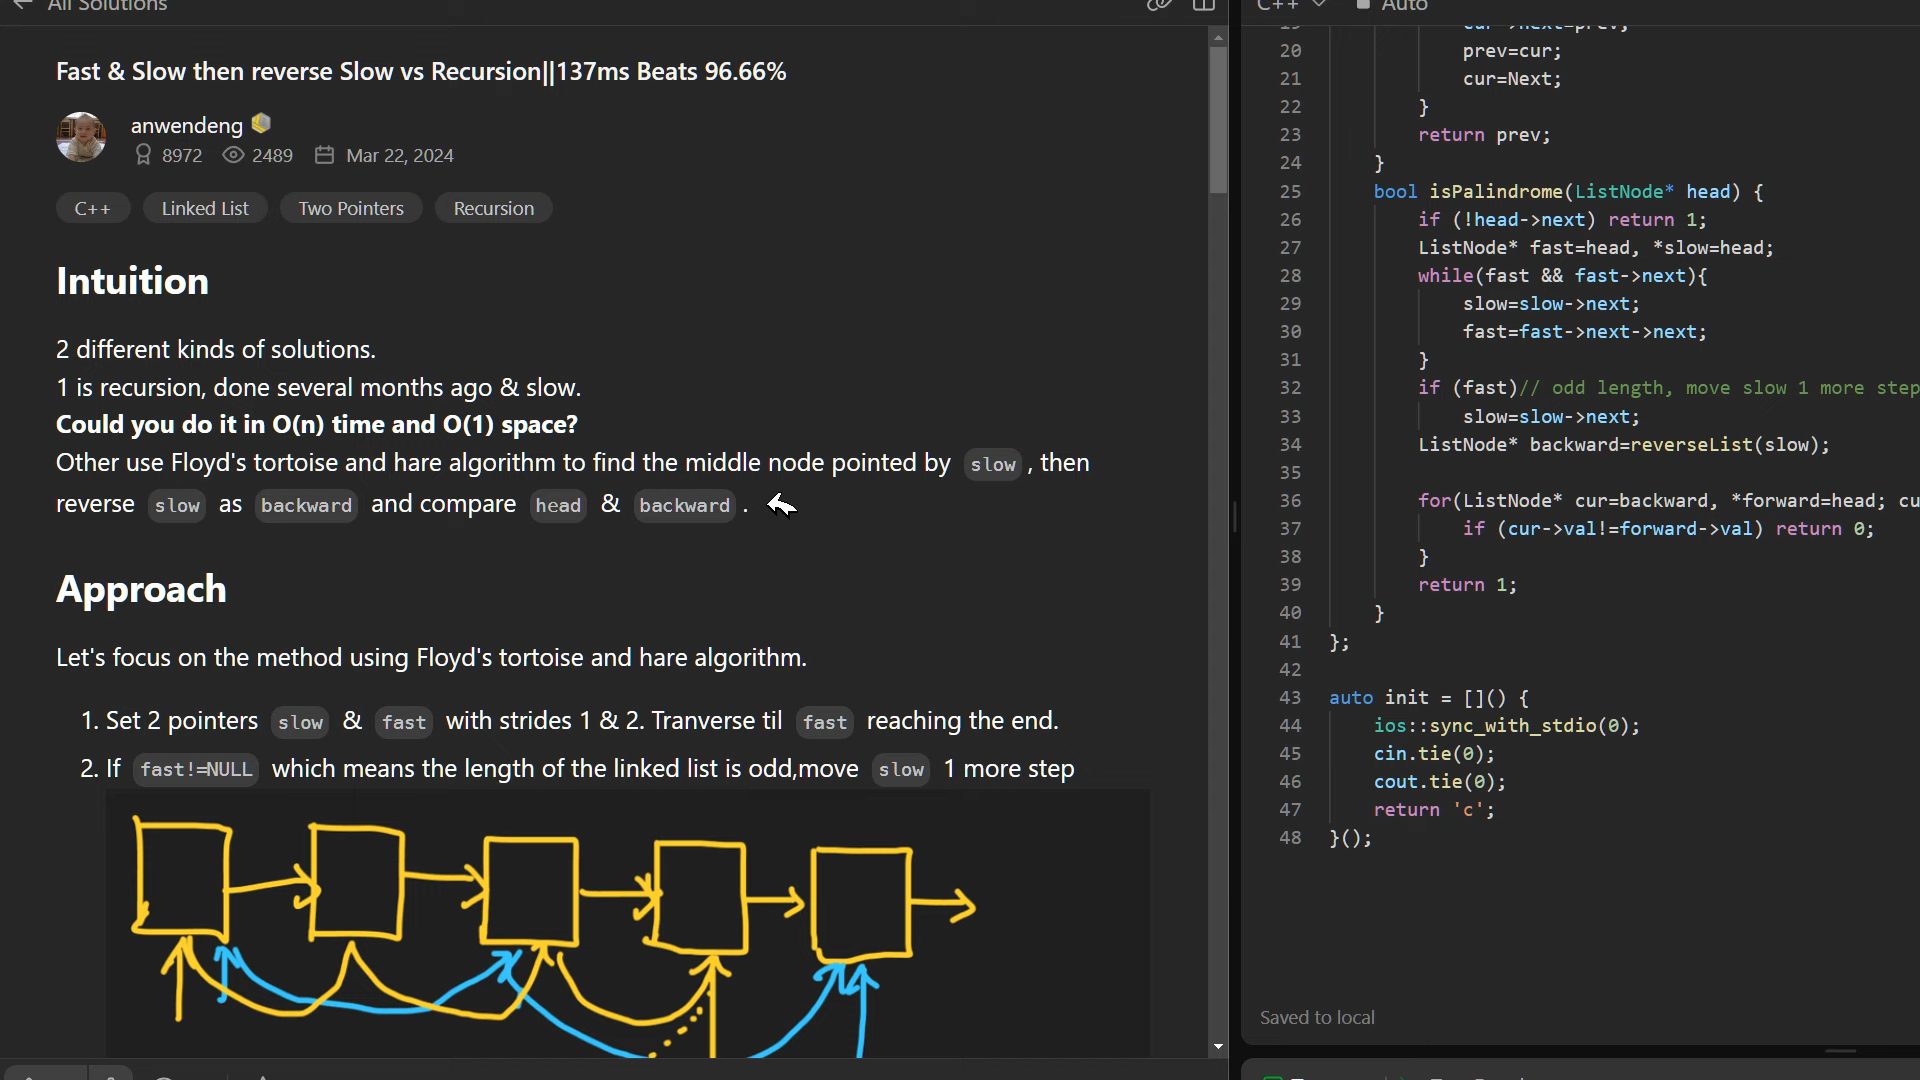 All Solutions
Fast & Slow then reverse Slow vs Recursion||137ms Beats 96.66%
anwendeng
8972 2489 Mar 22, 2024
C++ Linked List Two Pointers Recursion
Intuition
2 different kinds of solutions.
1 is recursion, done several months ago & slow.
Could you do it in O(n) time and O(1) space?
Other use Floyd's tortoise and hare algorithm to find the middle node pointed by slow , then
reverse slow as backward and compare head & backward .
Approach
Let's focus on the method using Floyd's tortoise and hare algorithm.
1. Set 2 pointers slow & fast with strides 1 & 2. Tranverse til fast reaching the end.
2. If fast!=NULL which means the length of the linked list is odd,move slow 1 more step
C++ Auto
19 cur->next=prev;
20 prev=cur;
21 cur=Next;
22 }
23 return prev;
24 }
25 bool isPalindrome(ListNode* head) {
26 if (!head->next) return 1;
27 ListNode* fast=head, *slow=head;
28 while(fast && fast->next){
29 slow=slow->next;
30 fast=fast->next->next;
31 }
32 if (fast)// odd length, move slow 1 more step
33 slow=slow->next;
34 ListNode* backward=reverseList(slow);
35
36 for(ListNode* cur=backward, *forward=head; cu
37 if (cur->val!=forward->val) return 0;
38 }
39 return 1;
40 }
41 };
42
43 auto init = []() {
44 ios::sync_with_stdio(0);
45 cin.tie(0);
46 cout.tie(0);
47 return 'c';
48 }();
Saved to local